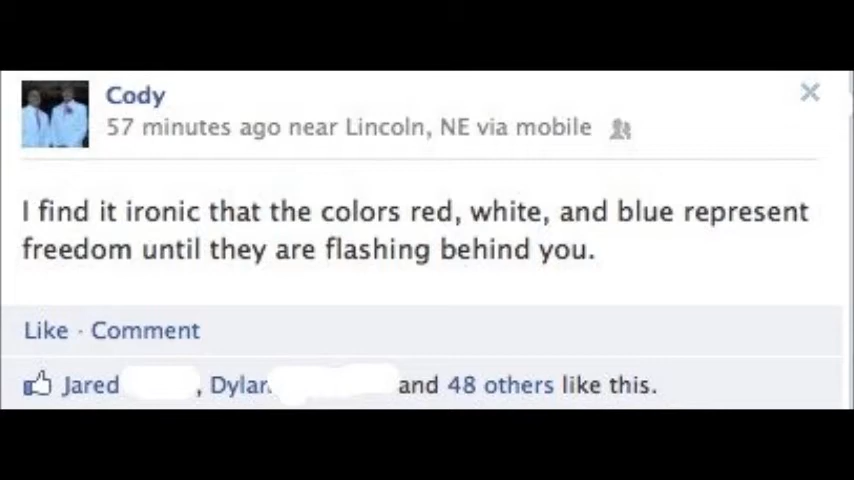 Cody
57 minutes ago near Lincoln, NE via mobile
I find it ironic that the colors red, white, and blue represent
freedom until they are flashing behind you.
Like · Comment
Jared , Dylan and 48 others like this.